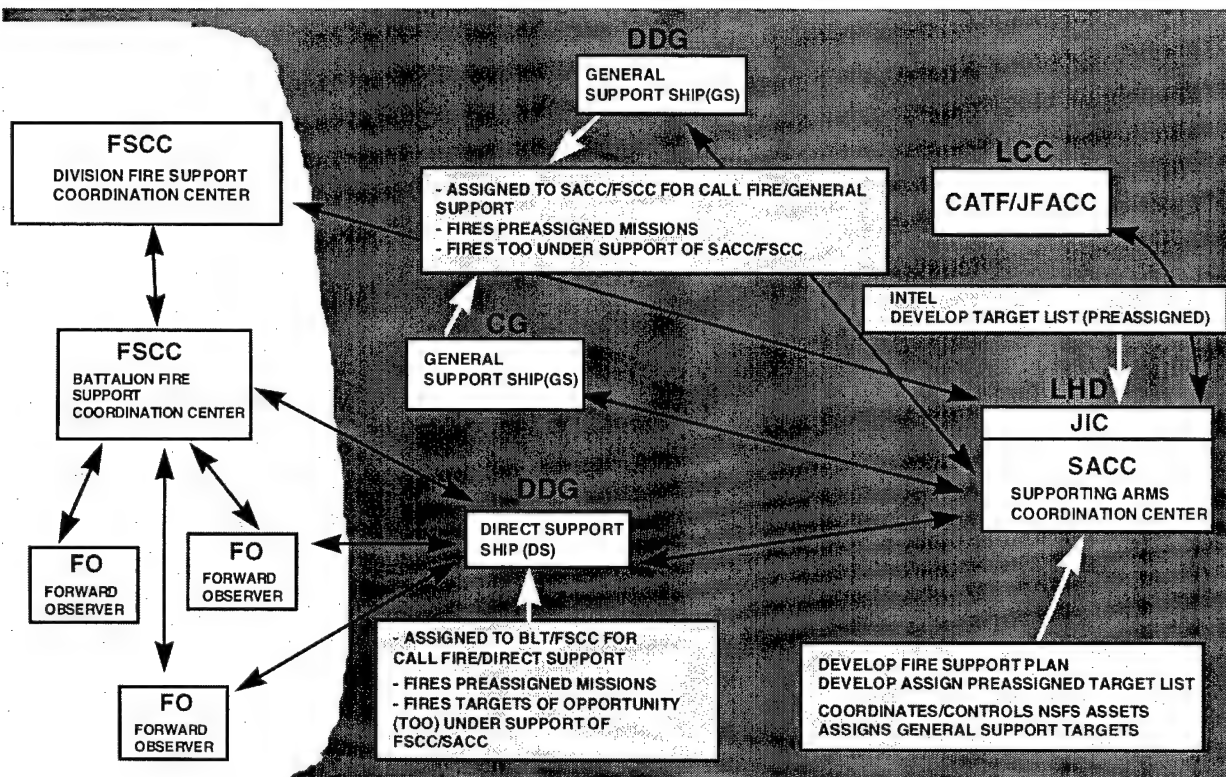 DDG
GENERAL
SUPPORT SHIP(GS)
FSCC
DIVISION FIRE SUPPORT
COORDINATION CENTER
LCC
CATF/JFACC
- ASSIGNED TO SACC/FSCC FOR CALL FIRE/GENERAL
SUPPORT
- FIRES PREASSIGNED MISSIONS
- FIRES TOO UNDER SUPPORT OF SACC/FSCC
INTEL
DEVELOP TARGET LIST (PREASSIGNED)
CG
GENERAL
SUPPORT SHIP(GS)
FSCC
BATTALION FIRE
SUPPORT
COORDINATION CENTER
LHD
JIC
SACC
SUPPORTING ARMS
COORDINATION CENTER
DDG
DIRECT SUPPORT
SHIP (DS)
FO
FORWARD
OBSERVER
FO
FORWARD
OBSERVER
FO
FORWARD
OBSERVER
- ASSIGNED TO BLT/FSCC FOR
CALL FIRE/DIRECT SUPPORT
- FIRES PREASSIGNED MISSIONS
- FIRES TARGETS OF OPPORTUNITY
(TOO) UNDER SUPPORT OF
FSCC/SACC
DEVELOP FIRE SUPPORT PLAN
DEVELOP ASSIGN PREASSIGNED TARGET LIST
COORDINATES/CONTROLS NSFS ASSETS
ASSIGNS GENERAL SUPPORT TARGETS